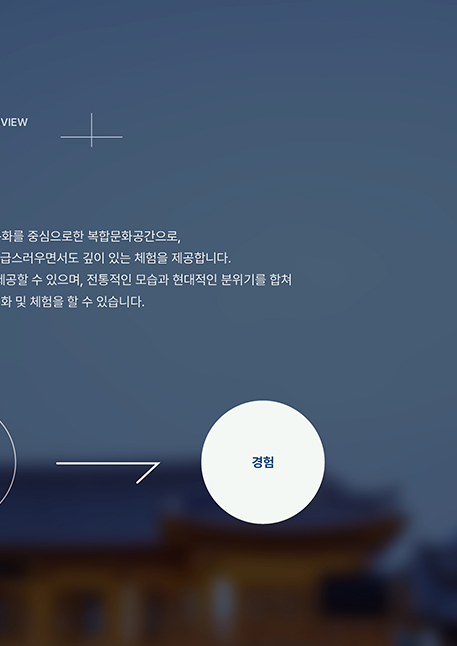 VIEW
화를 중심으로한 복합문화공간으로,
급스러우면서도 깊이 있는 체험을 제공합니다.
제공할 수 있으며, 전통적인 모습과 현대적인 분위기를 합쳐
화 및 체험을 할 수 있습니다.
경험